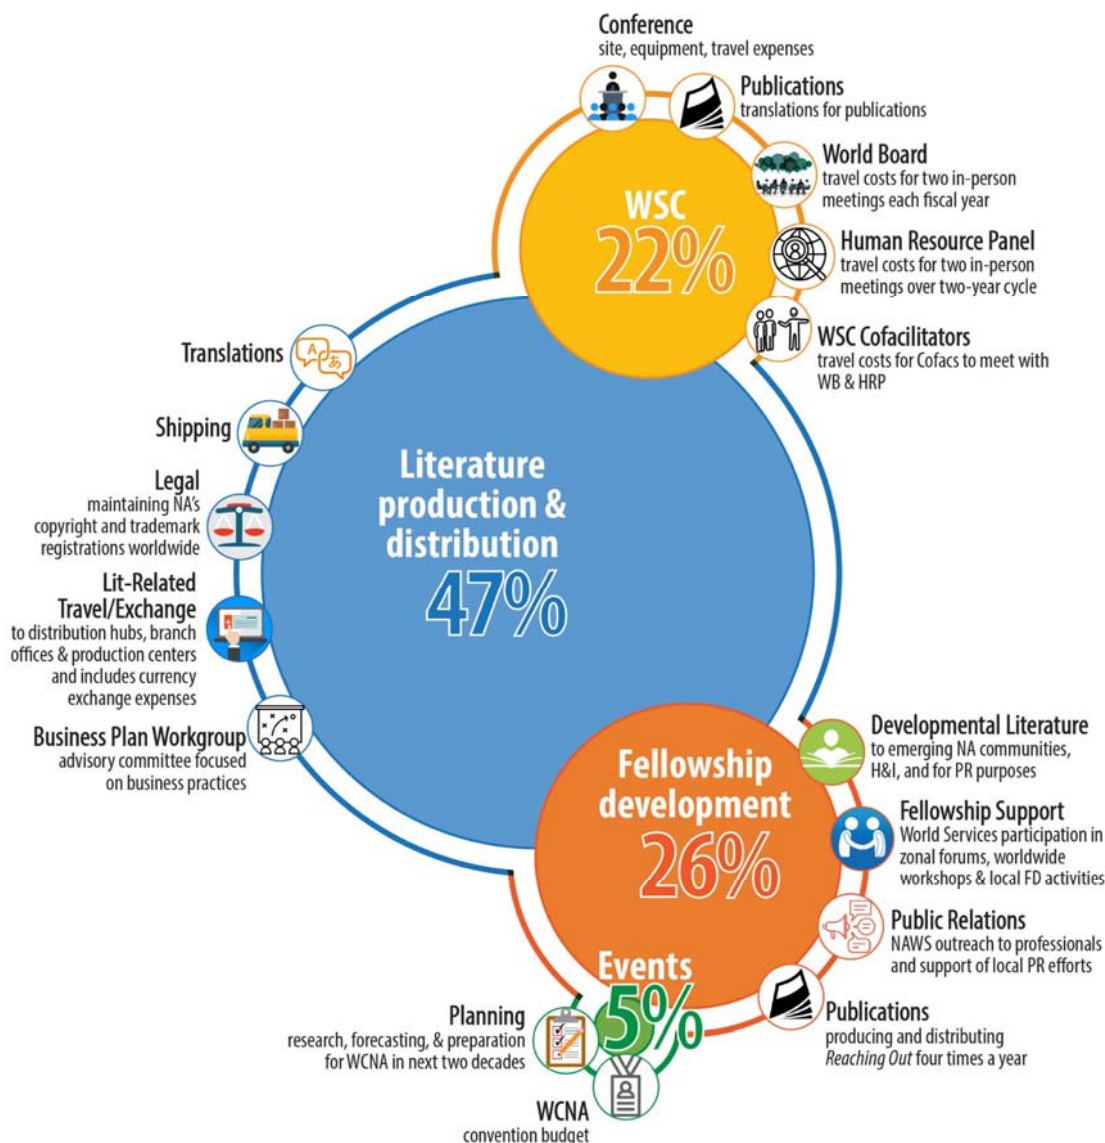 Conference
site, equipment, travel expenses
Publications
translations for publications
World Board
travel costs for two in-person
meetings each fiscal year
Human Resource Panel
travel costs for two in-person
meetings over two-year cycle
WSC Cofacilitators
travel costs for Cofacs to meet with
WB & HRP
WSC
22%
Translations
A
あ
Shipping
Legal
maintaining NA's
copyright and trademark
registrations worldwide
Lit-Related
Travel/Exchange
to distribution hubs, branch
offices & production centers
and includes currency
exchange expenses
Business Plan Workgroup
advisory committee focused
on business practices
Literature
production &
distribution
47%
Fellowship
development
26%
Developmental Literature
to emerging NA communities,
H&I, and for PR purposes
Fellowship Support
World Services participation in
zonal forums, worldwide
workshops & local FD activities
Public Relations
NAWS outreach to professionals
and support of local PR efforts
Publications
producing and distributing
Reaching Out four times a year
Events
5%
Planning
research, forecasting, & preparation
for WCNA in next two decades
WCNA
convention budget